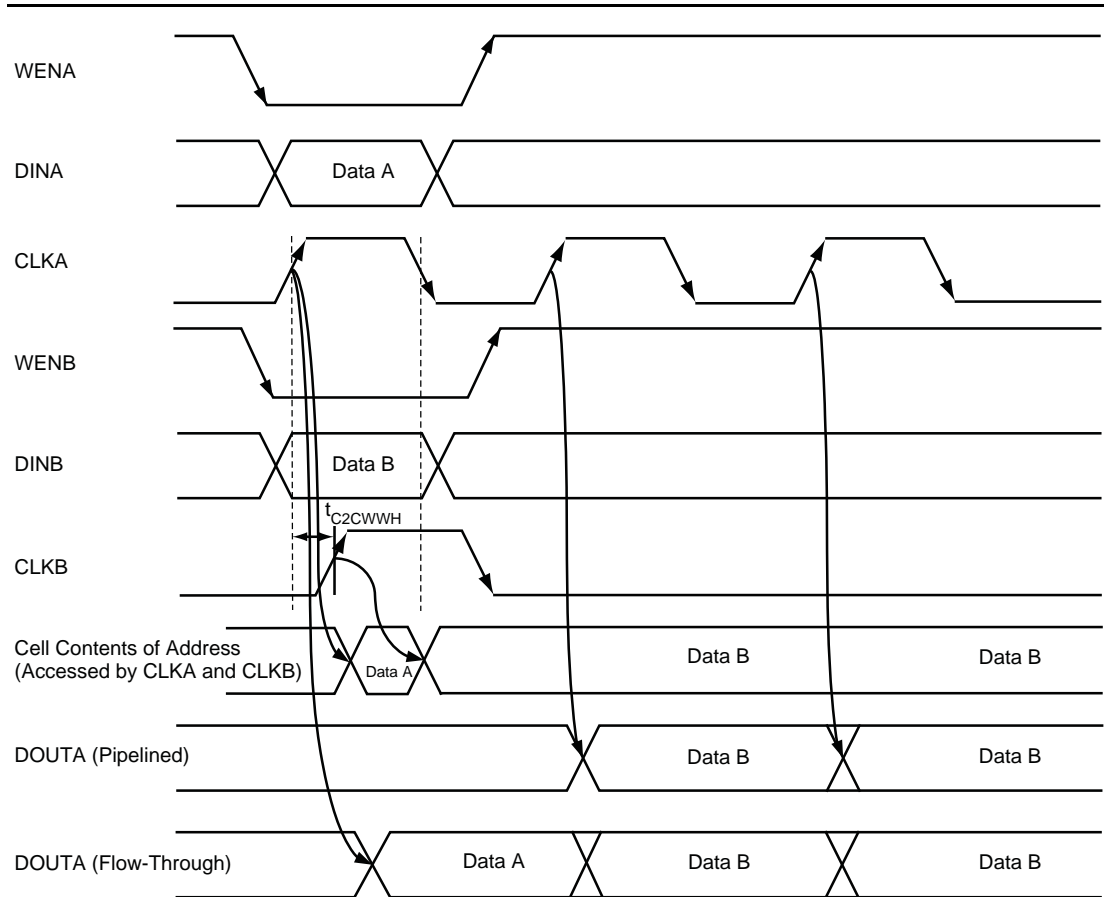 WENA
DINA
Data A
CLKA
WENB
DINB
Data B
tC2CWWH
CLKB
Cell Contents of Address
(Accessed by CLKA and CLKB)
Data A
Data B
Data B
DOUTA (Pipelined)
Data B
Data B
DOUTA (Flow-Through)
Data A
Data B
Data B